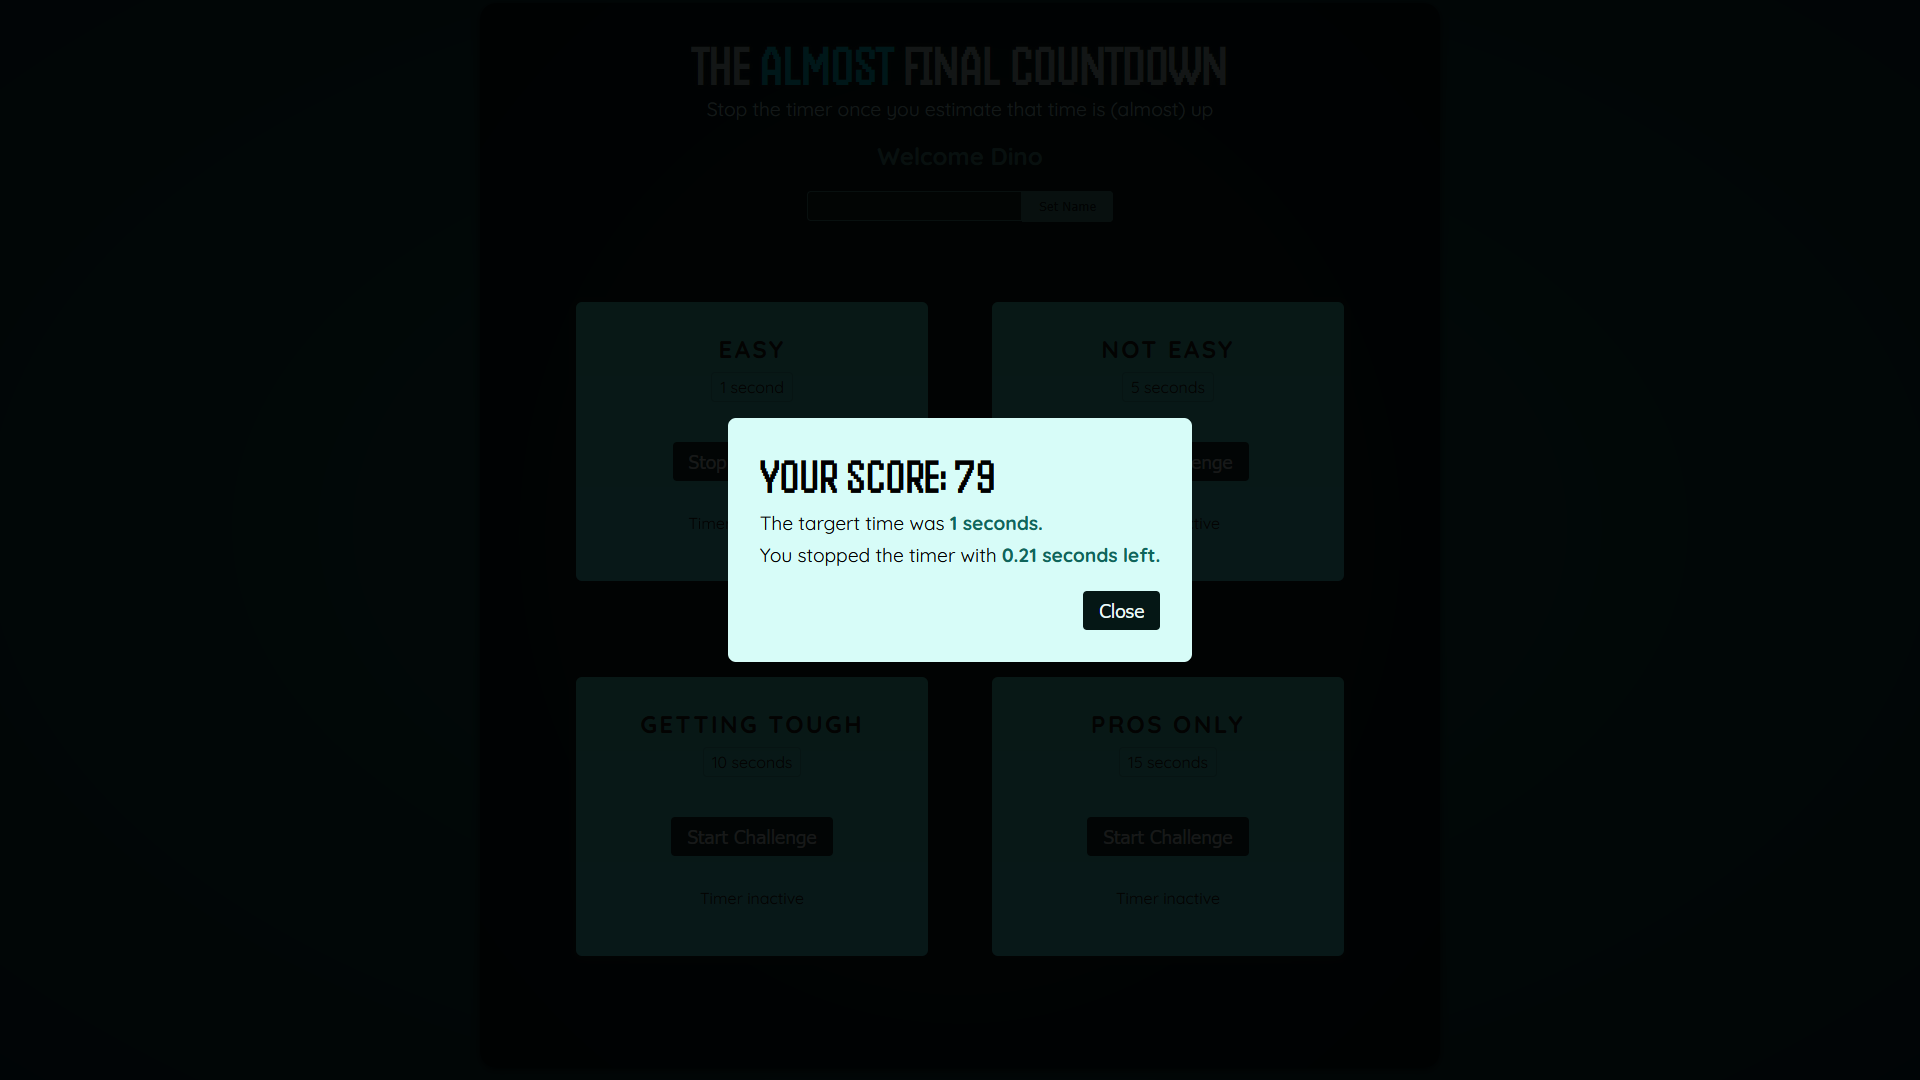 THE ALMOST FINAL COUNTDOWN
Stop the timer once you estimate that time is (almost) up
Welcome Dino
Set Name
EASY
1 second
Stop
NOT EASY
5 seconds
YOUR SCORE: 79
The targert time was 1 seconds.
You stopped the timer with 0.21 seconds left.
Close
GETTING TOUGH
10 seconds
Start Challenge
Timer Inactive
PROS ONLY
15 seconds
Start Challenge
Timer Inactive